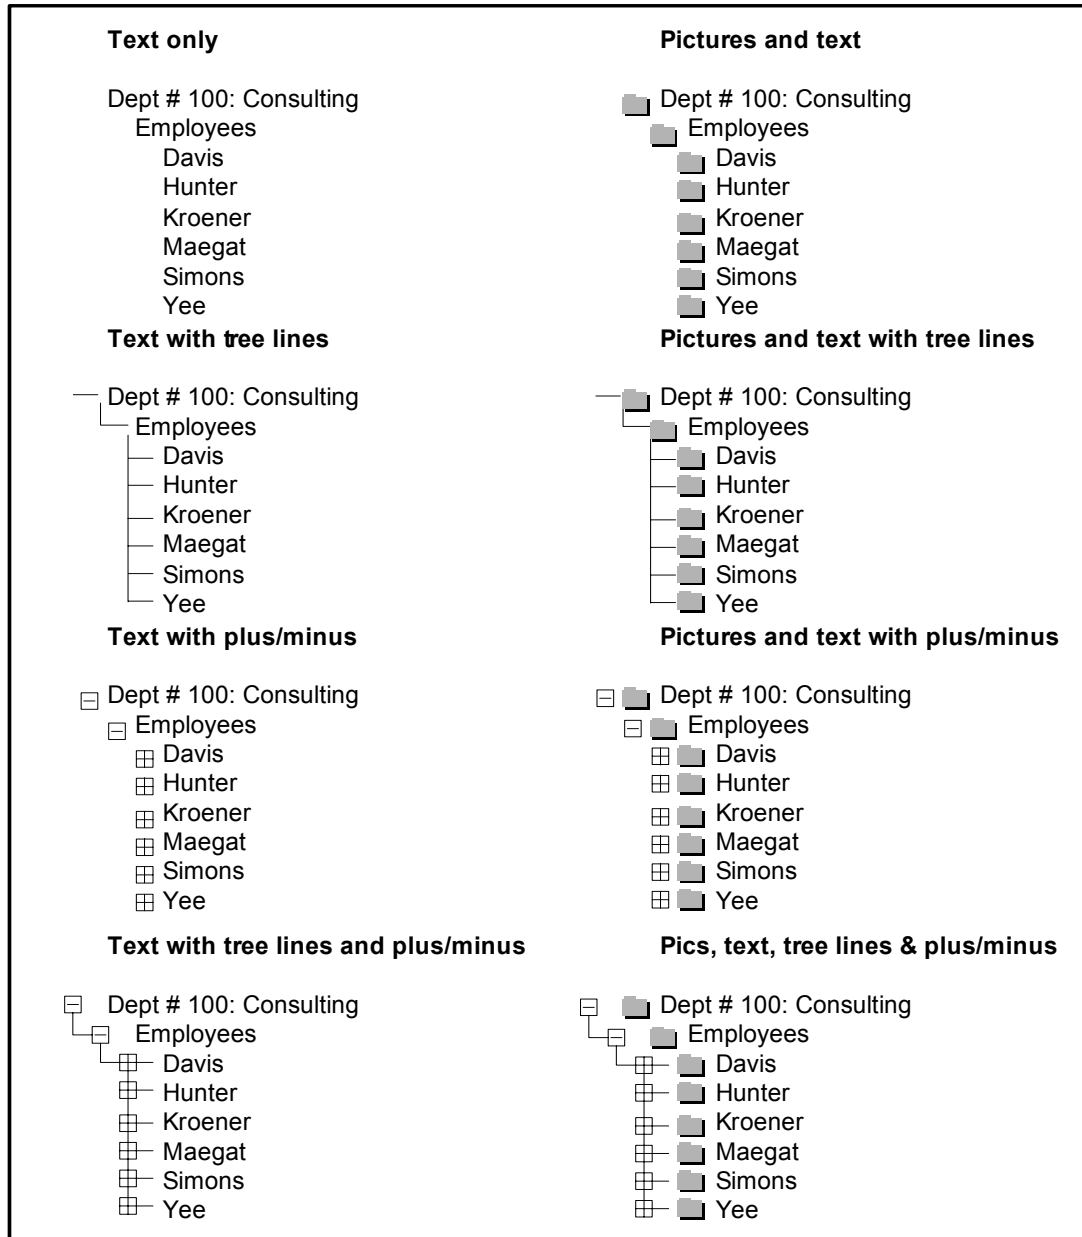 Text only
Dept # 100: Consulting
Employees
Davis
Hunter
Kroener
Maegat
Simons
Yee
Pictures and text
Dept # 100: Consulting
Employees
Davis
Hunter
Kroener
Maegat
Simons
Yee
Text with tree lines
Dept # 100: Consulting
Employees
Davis
Hunter
Kroener
Maegat
Simons
Yee
Pictures and text with tree lines
Dept # 100: Consulting
Employees
Davis
Hunter
Kroener
Maegat
Simons
Yee
Text with plus/minus
Dept # 100: Consulting
Employees
Davis
Hunter
Kroener
Maegat
Simons
Yee
Pictures and text with plus/minus
Dept # 100: Consulting
Employees
Davis
Hunter
Kroener
Maegat
Simons
Yee
Text with tree lines and plus/minus
Dept # 100: Consulting
Employees
Davis
Hunter
Kroener
Maegat
Simons
Yee
Pics, text, tree lines & plus/minus
Dept # 100: Consulting
Employees
Davis
Hunter
Kroener
Maegat
Simons
Yee